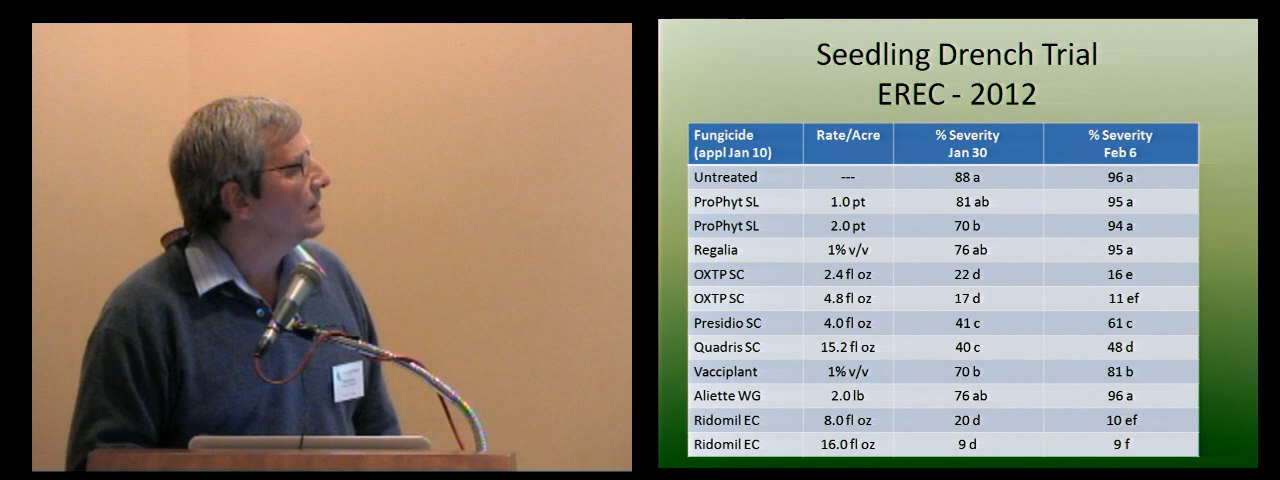 Seedling Drench Trial
EREC - 2012
Fungicide (appl Jan 10) Rate/Acre % Severity Jan 30 % Severity Feb 6
Untreated --- 88 a 96 a
ProPhyt SL 1.0 pt 81 ab 95 a
ProPhyt SL 2.0 pt 70 b 94 a
Regalia 1% v/v 76 ab 95 a
OXTP SC 2.4 fl oz 22 d 16 e
OXTP SC 4.8 fl oz 17 d 11 ef
Presidio SC 4.0 fl oz 41 c 61 c
Quadris SC 15.2 fl oz 40 c 48 d
Vacciplant 1% v/v 70 b 81 b
Aliette WG 2.0 lb 76 ab 96 a
Ridomil EC 8.0 fl oz 20 d 10 ef
Ridomil EC 16.0 fl oz 9 d 9 f